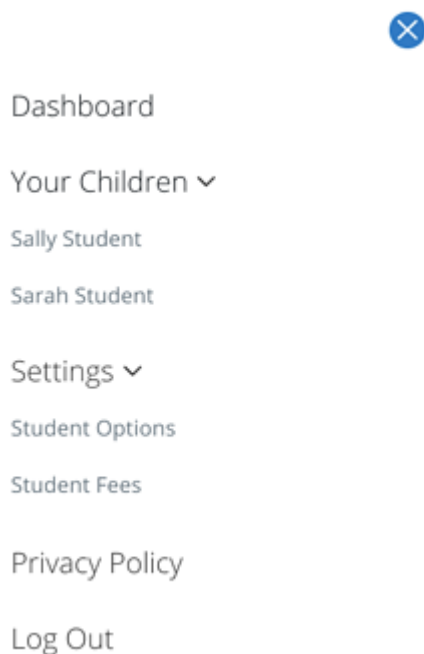 Dashboard
Your Children
Sally Student
Sarah Student
Settings
Student Options
Student Fees
Privacy Policy
Log Out